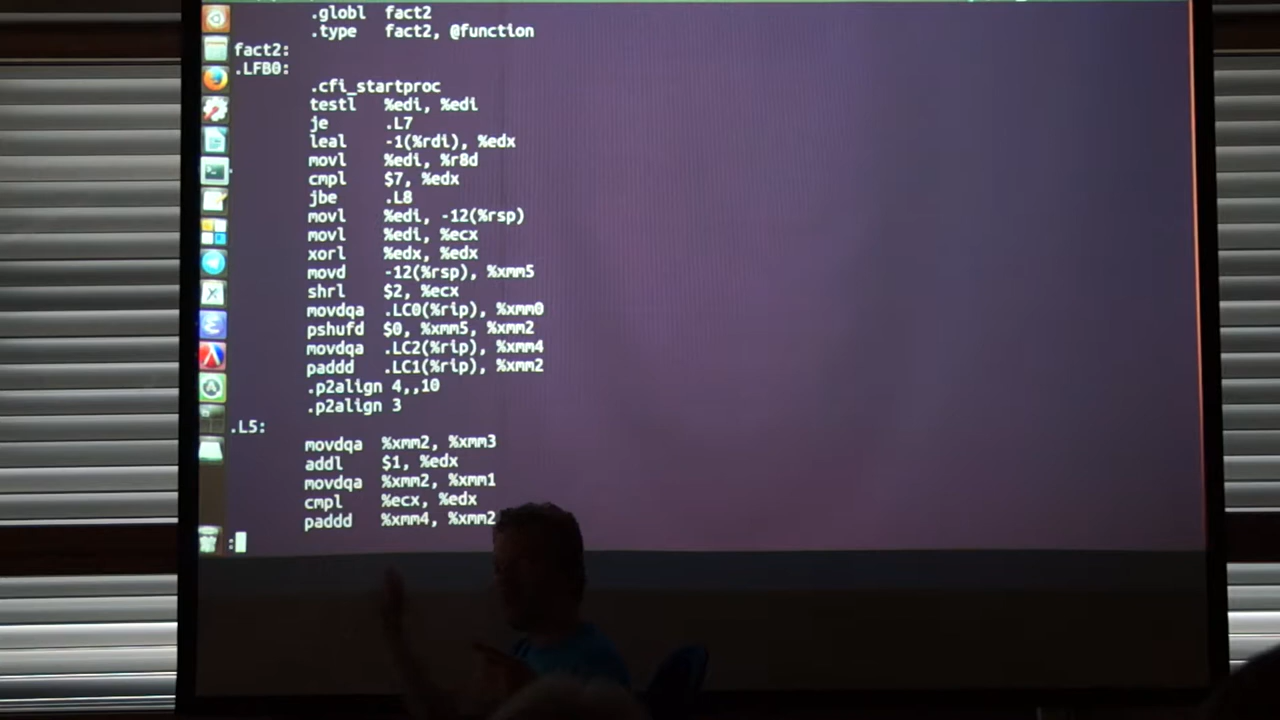 .globl fact2
.type fact2, @function
fact2:
.LFB0:
.cfi_startproc
testl %edi, %edi
je .L7
leal -1(%rdi), %edx
movl %edi, %r8d
cmpl $7, %edx
jbe .L8
movl %edi, -12(%rsp)
movl %edi, %ecx
xorl %edx, %edx
movd -12(%rsp), %xmm5
shrl $2, %ecx
movdqa .LC0(%rip), %xmm0
pshufd $0, %xmm5, %xmm2
movdqa .LC2(%rip), %xmm4
paddd .LC1(%rip), %xmm2
.p2align 4,,10
.p2align 3
.L5:
movdqa %xmm2, %xmm3
addl $1, %edx
movdqa %xmm2, %xmm1
cmpl %ecx, %edx
paddd %xmm4, %xmm2
: